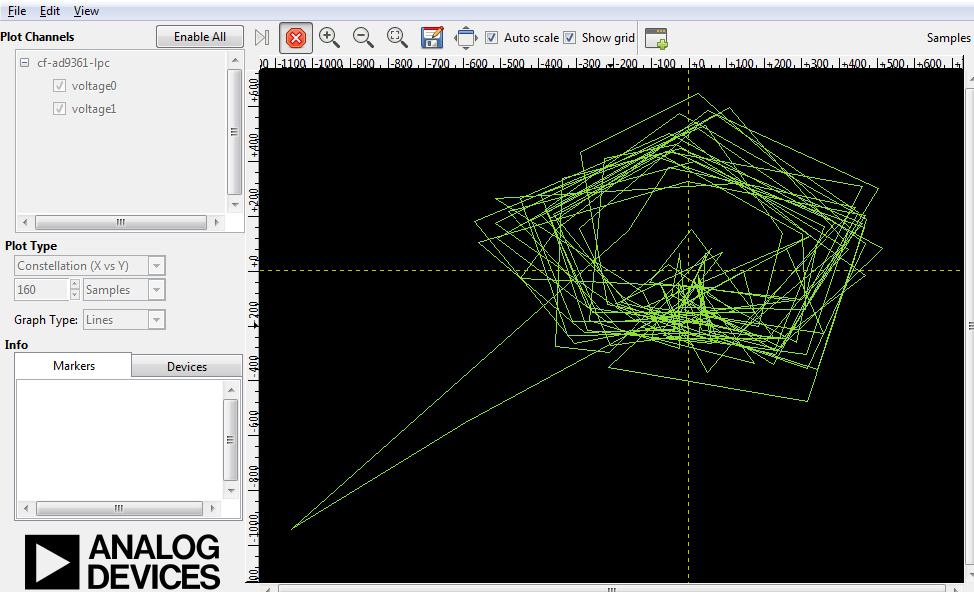 File Edit View
Plot Channels Enable All Auto scale Show grid Samples
cf-ad9361-lpc
voltage0
voltage1
-1100 -1000 -900 -800 -700 -600 -500 -400 -300 -200 -100 +0 +100 +200 +300 +400 +500 +600
+600
+400
+200
+0
-200
-400
-600
-800
-1000
Plot Type
Constellation (X vs Y)
160 Samples
Graph Type: Lines
Info
Markers Devices
ANALOG
DEVICES